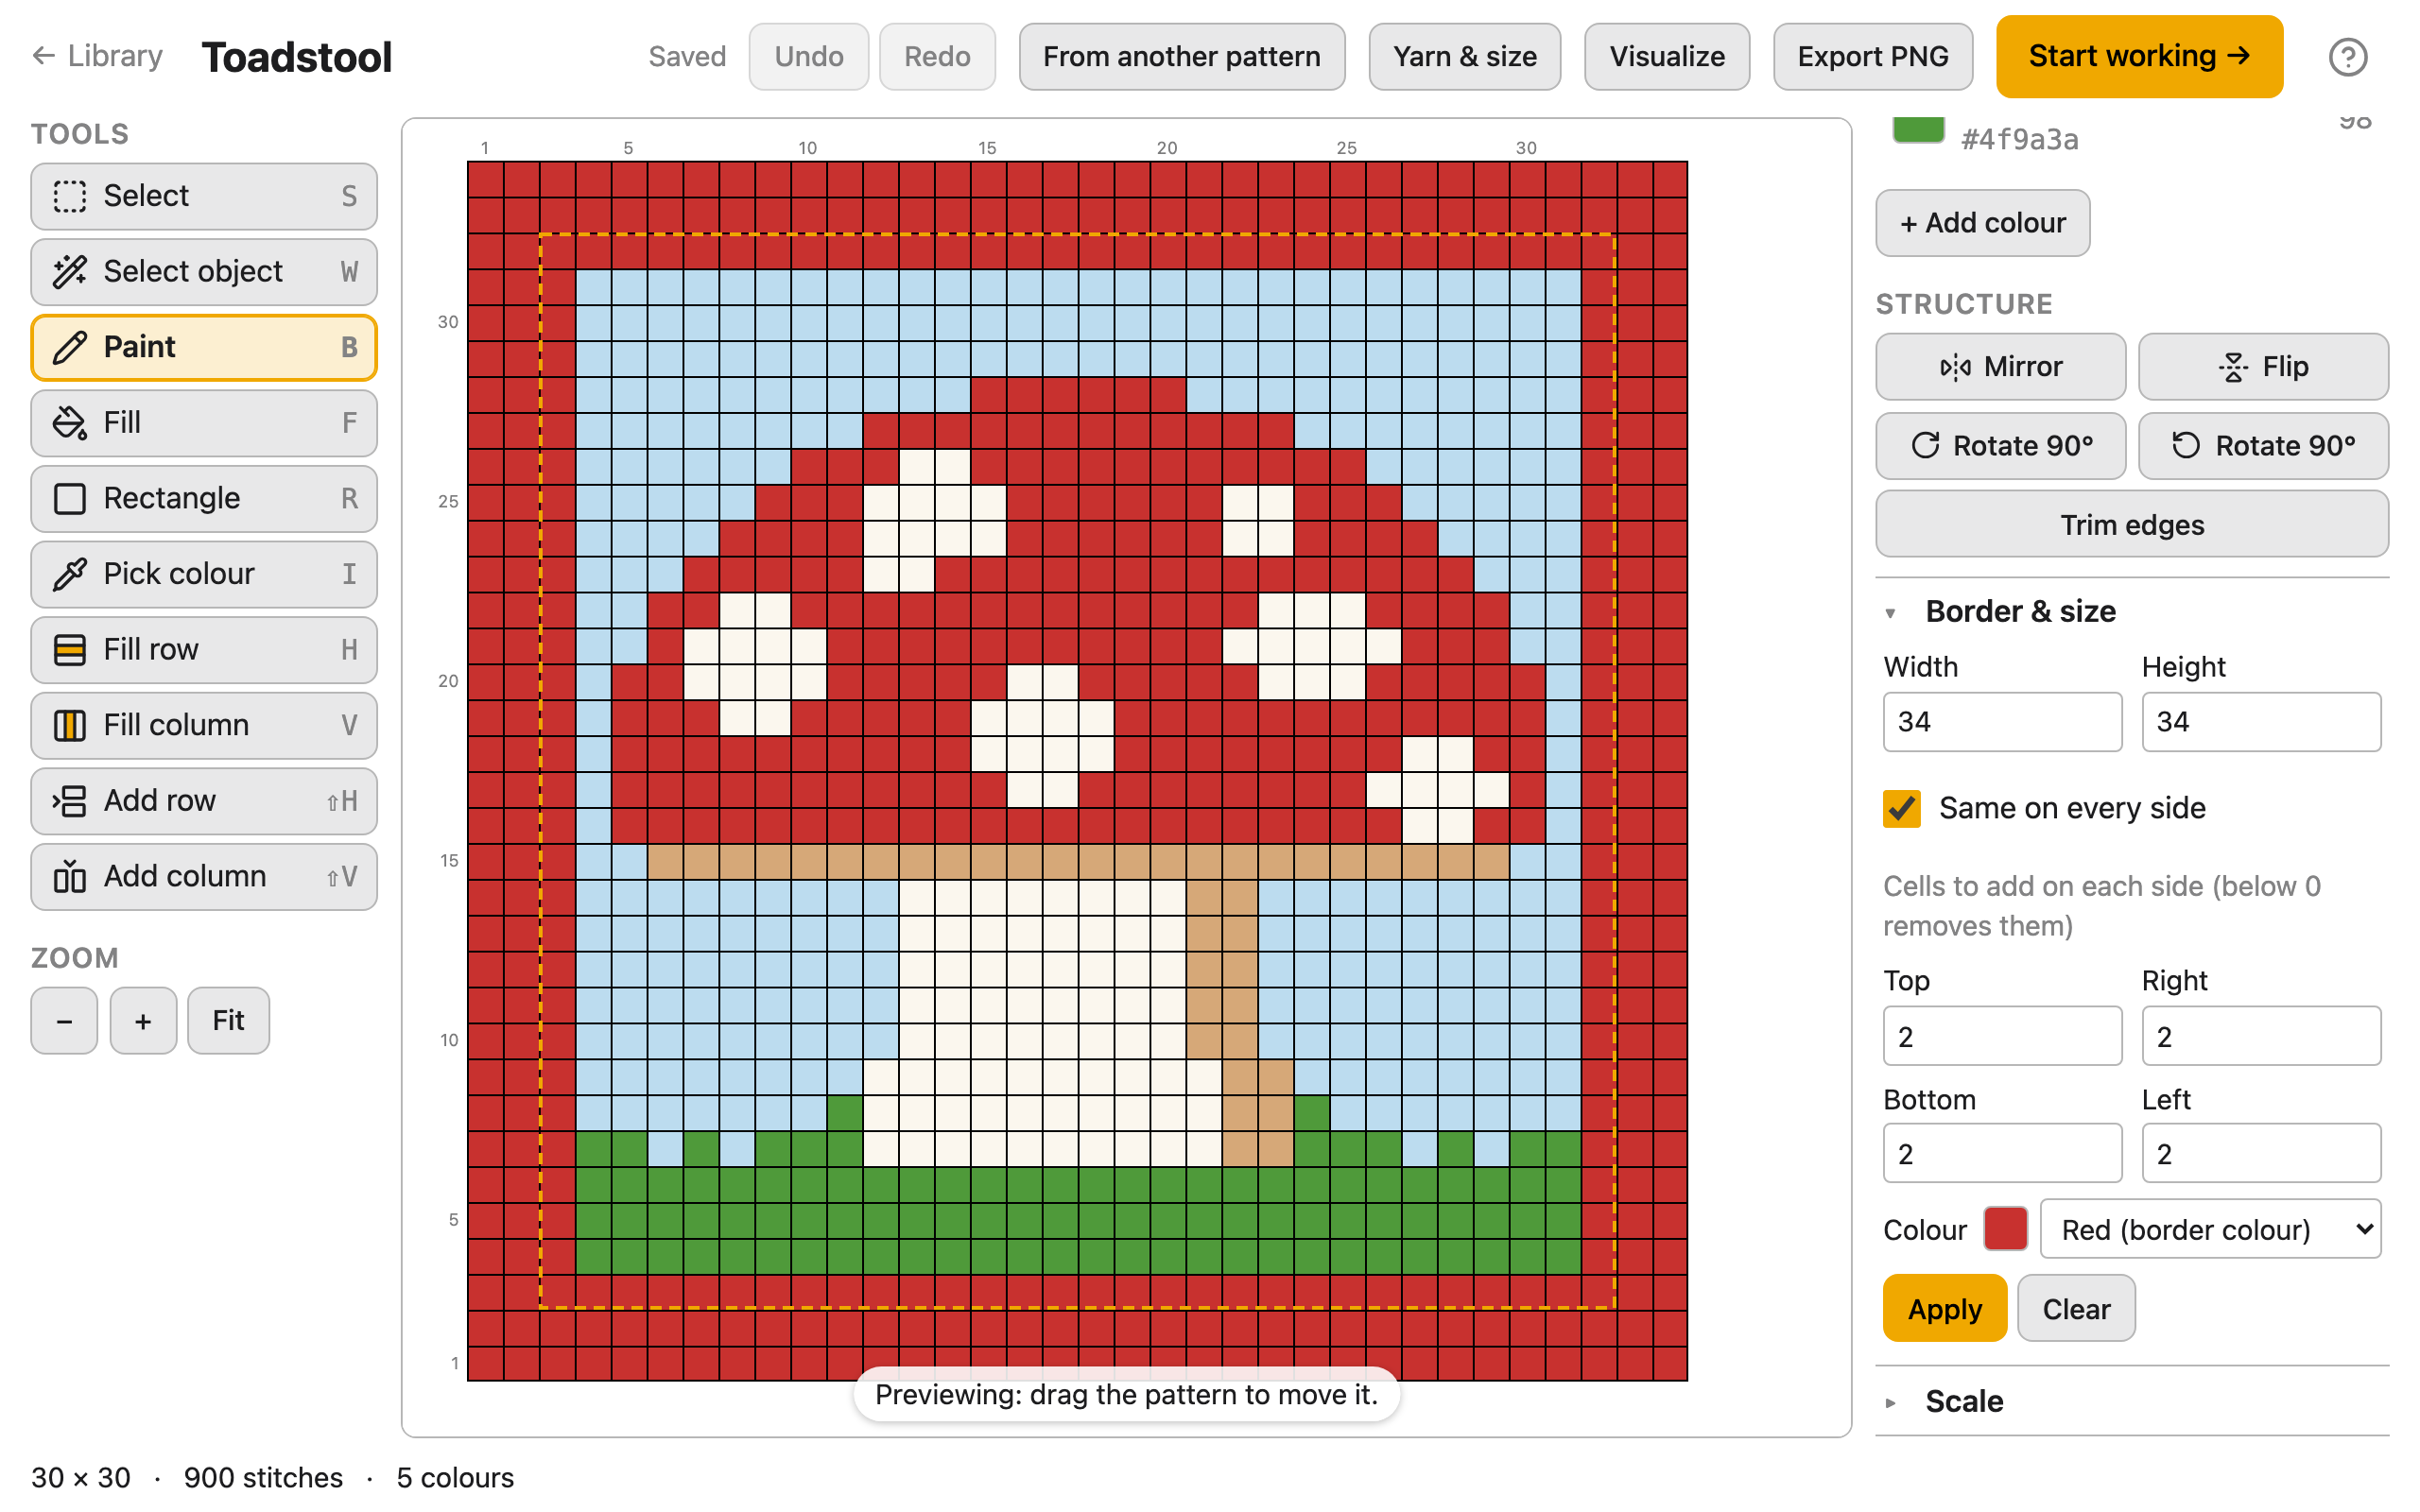 ← Library
Toadstool
Saved
Undo
Redo
From another pattern
Yarn & size
Visualize
Export PNG
Start working →
?
TOOLS
Select S
Select object W
Paint B
Fill F
Rectangle R
Pick colour I
Fill row H
Fill column V
Add row ⇧H
Add column ⇧V
ZOOM
− + Fit
1 5 10 15 20 25 30
30
25
20
15
10
5
1
Previewing: drag the pattern to move it.
98
#4f9a3a
+ Add colour
STRUCTURE
Mirror
Flip
Rotate 90°
Rotate 90°
Trim edges
Border & size
Width
Height
34
34
Same on every side
Cells to add on each side (below 0
removes them)
Top
Right
2
2
Bottom
Left
2
2
Colour
Red (border colour)
Apply
Clear
Scale
30 × 30 · 900 stitches · 5 colours